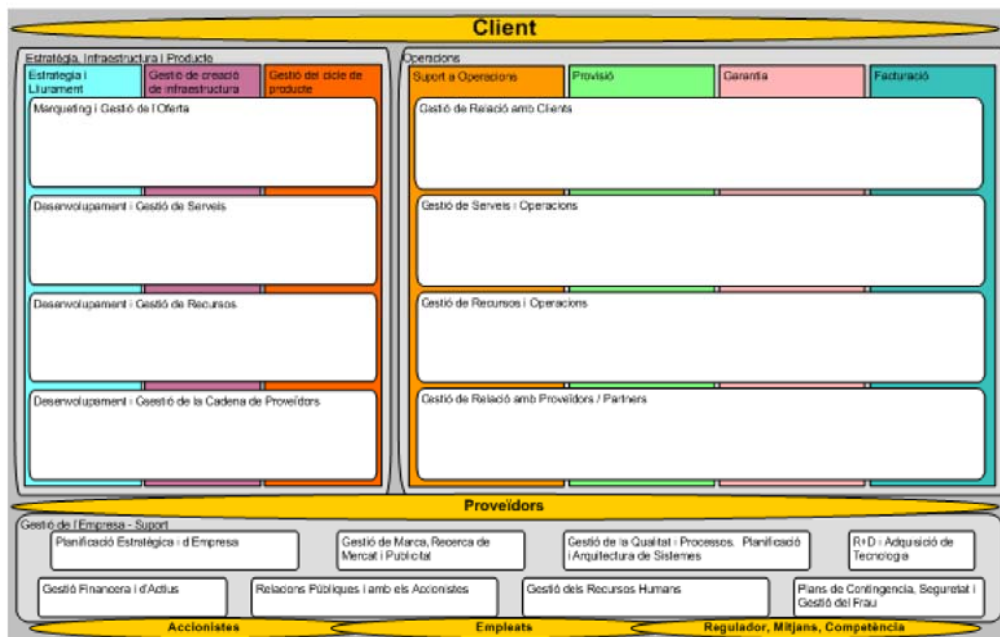 Client
Estratègia, Infraestructura i Producte
Operacions
Estrategia i
Lliurament
Gestió de creació
de infraestructura
Gestió del cicle de
producte
Suport a Operacions
Provisió
Garantia
Facturació
Marqueting i Gestió de l'Oferta
Gestió de Relació amb Clients
Desenvolupament i Gestió de Serveis
Gestió de Serveis i Operacions
Desenvolupament i Gestió de Recursos
Gestió de Recursos i Operacions
Desenvolupament i Gsestió de la Cadena de Proveïdors
Gestió de Relació amb Proveïdors / Partners
Proveïdors
Gestió de l'Empresa - Suport
Planificació Estratègica i d'Empresa
Gestió de Marca, Recerca de
Mercat i Publicitat
Gestió de la Qualitat i Processos, Planificació
i Arquitectura de Sistemes
R+D i Adquisició de
Tecnologia
Gestió Financera i d'Actius
Relacions Públiques i amb els Accionistes
Gestió dels Recursos Humans
Plans de Contingencia, Seguretat i
Gestió del Frau
Accionistes
Empleats
Regulador, Mitjans, Competència